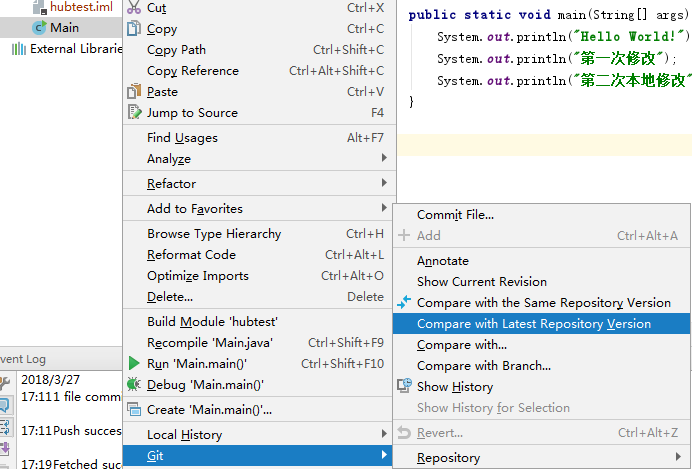 hubtest.iml
Main
External Librarie
Cut Ctrl+X
Copy Ctrl+C
Copy Path Ctrl+Shift+C
Copy Reference Ctrl+Alt+Shift+C
Paste Ctrl+V
Jump to Source F4
Find Usages Alt+F7
Analyze
Refactor
Add to Favorites
Browse Type Hierarchy Ctrl+H
Reformat Code Ctrl+Alt+L
Optimize Imports Ctrl+Alt+O
Delete... Delete
Build Module 'hubtest'
Recompile 'Main.java' Ctrl+Shift+F9
Run 'Main.main()' Ctrl+Shift+F10
Debug 'Main.main()'
Create 'Main.main()'...
Local History
Git
public static void main(String[] args)
System.out.println("Hello World!")
System.out.println("第一次修改");
System.out.println("第二次本地修改"
}
Commit File...
Add Ctrl+Alt+A
Annotate
Show Current Revision
Compare with the Same Repository Version
Compare with Latest Repository Version
Compare with...
Compare with Branch...
Show History
Show History for Selection
Revert... Ctrl+Alt+Z
Repository
vent Log
2018/3/27
17:111 file comma
17:11Push succes
17:19Fetched suc